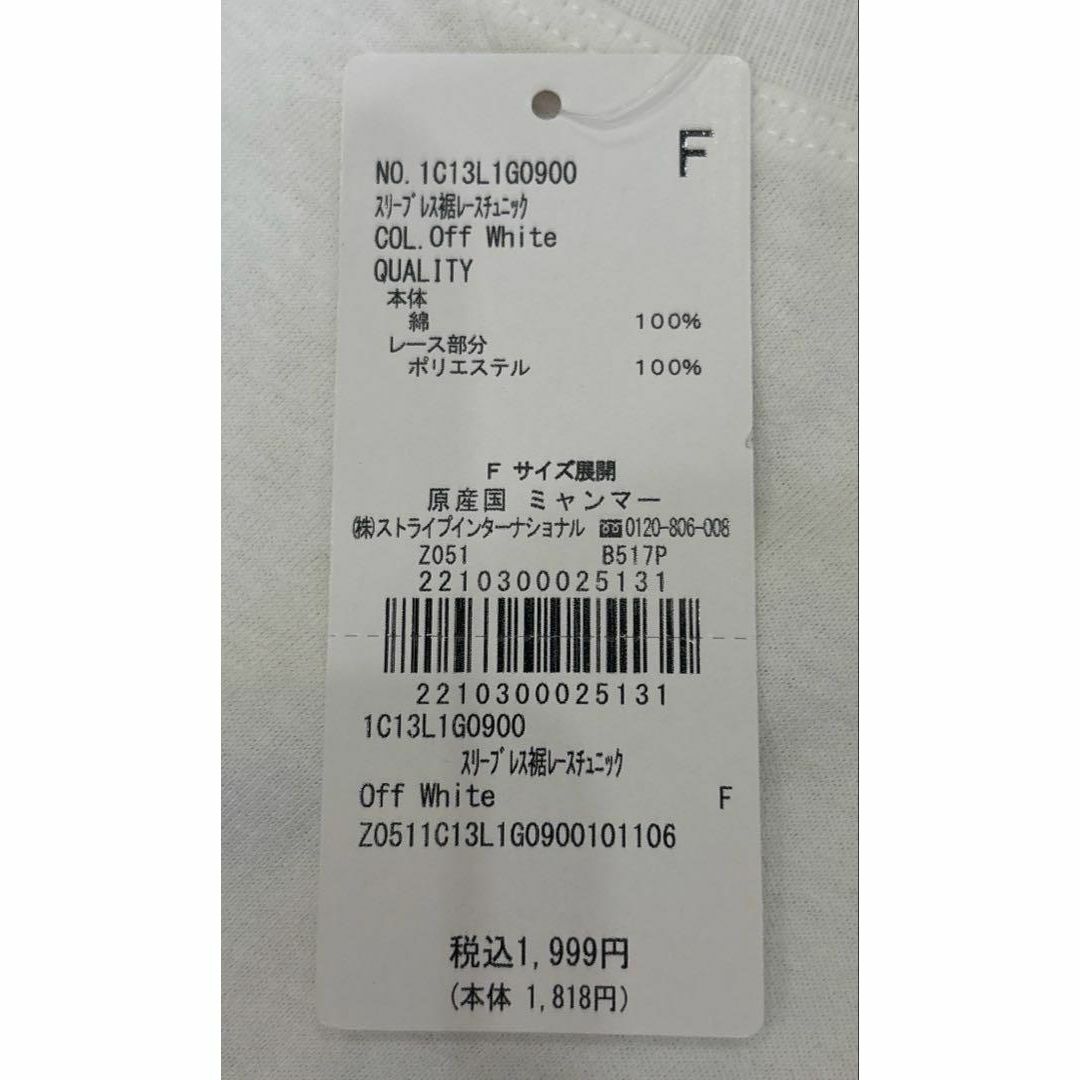 F
NO. 1C13L1G0900
ｽﾘｰﾌﾞﾚｽ裾ﾚｰｽﾁｭﾆｯｸ
COL. Off White
QUALITY
本体
綿 100%
レース部分
ポリエステル 100%
F サイズ展開
原産国 ミャンマー
㈱ストライプインターナショナル 0120-806-008
Z051 B517P
2210300025131
2210300025131
1C13L1G0900
ｽﾘｰﾌﾞﾚｽ裾ﾚｰｽﾁｭﾆｯｸ
Off White F
Z0511C13L1G0900101106
税込1,999円
(本体 1,818円)